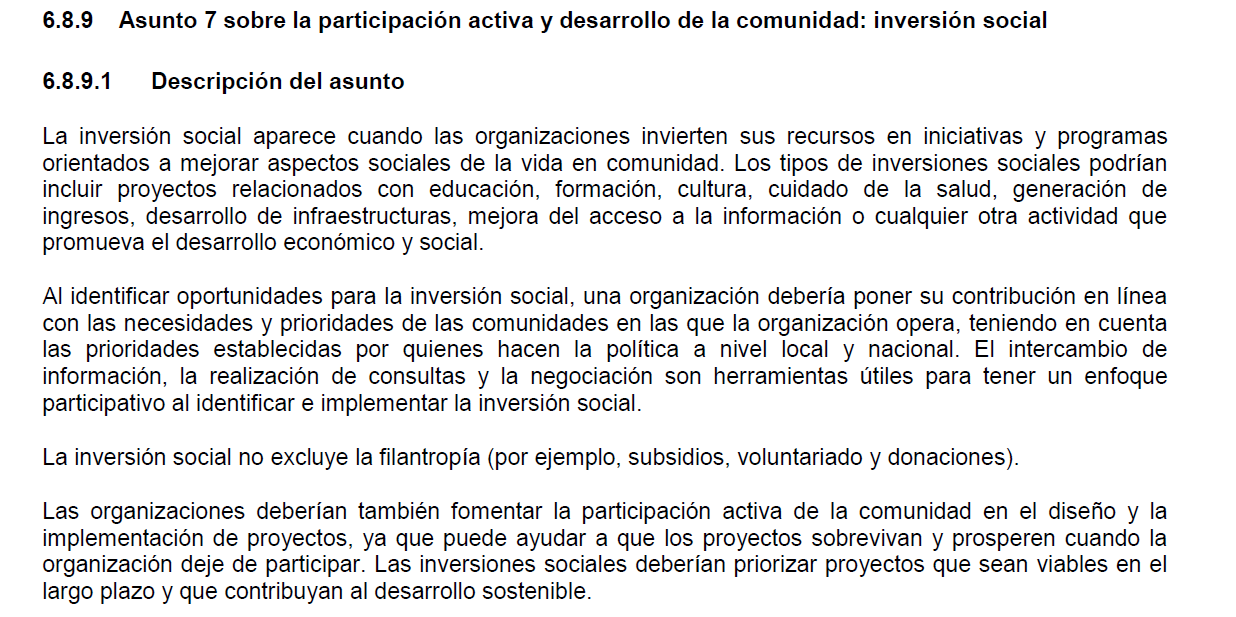 6.8.9 Asunto 7 sobre la participación activa y desarrollo de la comunidad: inversión social
6.8.9.1 Descripción del asunto
La inversión social aparece cuando las organizaciones invierten sus recursos en iniciativas y programas
orientados a mejorar aspectos sociales de la vida en comunidad. Los tipos de inversiones sociales podrían
incluir proyectos relacionados con educación, formación, cultura, cuidado de la salud, generación de
ingresos, desarrollo de infraestructuras, mejora del acceso a la información o cualquier otra actividad que
promueva el desarrollo económico y social.
Al identificar oportunidades para la inversión social, una organización debería poner su contribución en línea
con las necesidades y prioridades de las comunidades en las que la organización opera, teniendo en cuenta
las prioridades establecidas por quienes hacen la política a nivel local y nacional. El intercambio de
información, la realización de consultas y la negociación son herramientas útiles para tener un enfoque
participativo al identificar e implementar la inversión social.
La inversión social no excluye la filantropía (por ejemplo, subsidios, voluntariado y donaciones).
Las organizaciones deberían también fomentar la participación activa de la comunidad en el diseño y la
implementación de proyectos, ya que puede ayudar a que los proyectos sobrevivan y prosperen cuando la
organización deje de participar. Las inversiones sociales deberían priorizar proyectos que sean viables en el
largo plazo y que contribuyan al desarrollo sostenible.